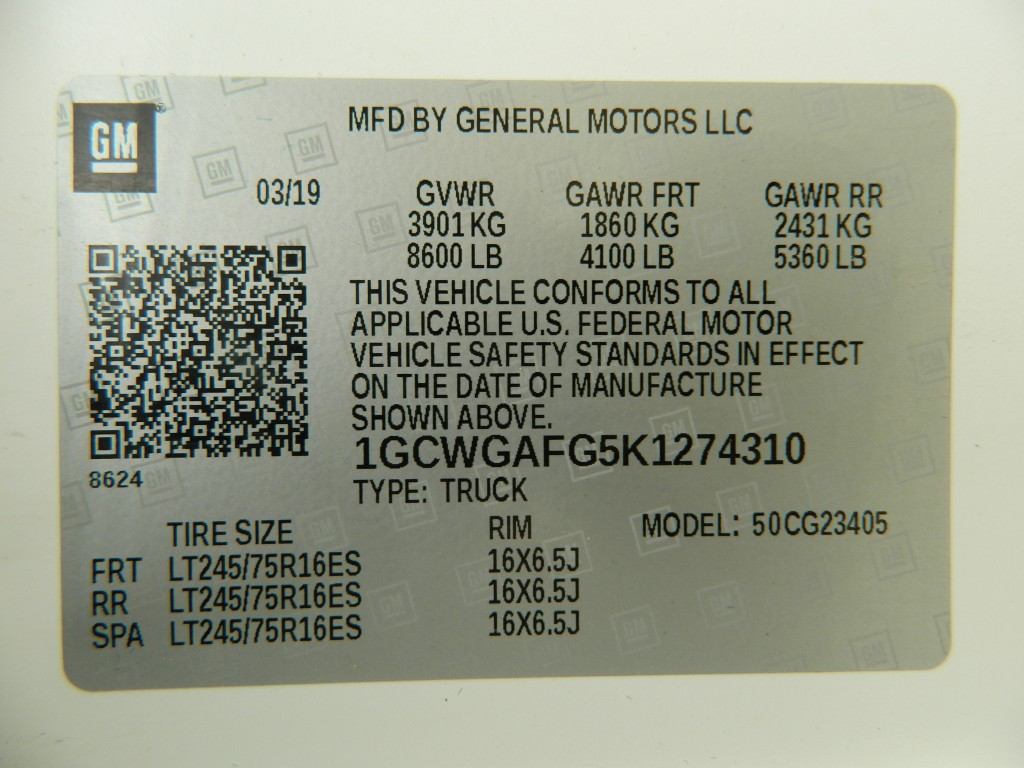 GM
MFD BY GENERAL MOTORS LLC
03/19 GVWR GAWR FRT GAWR RR
3901 KG 1860 KG 2431 KG
8600 LB 4100 LB 5360 LB
THIS VEHICLE CONFORMS TO ALL
APPLICABLE U.S. FEDERAL MOTOR
VEHICLE SAFETY STANDARDS IN EFFECT
ON THE DATE OF MANUFACTURE
SHOWN ABOVE.
1GCWGAFG5K1274310
8624
TYPE: TRUCK
TIRE SIZE RIM MODEL: 50CG23405
FRT LT245/75R16ES 16X6.5J
RR LT245/75R16ES 16X6.5J
SPA LT245/75R16ES 16X6.5J